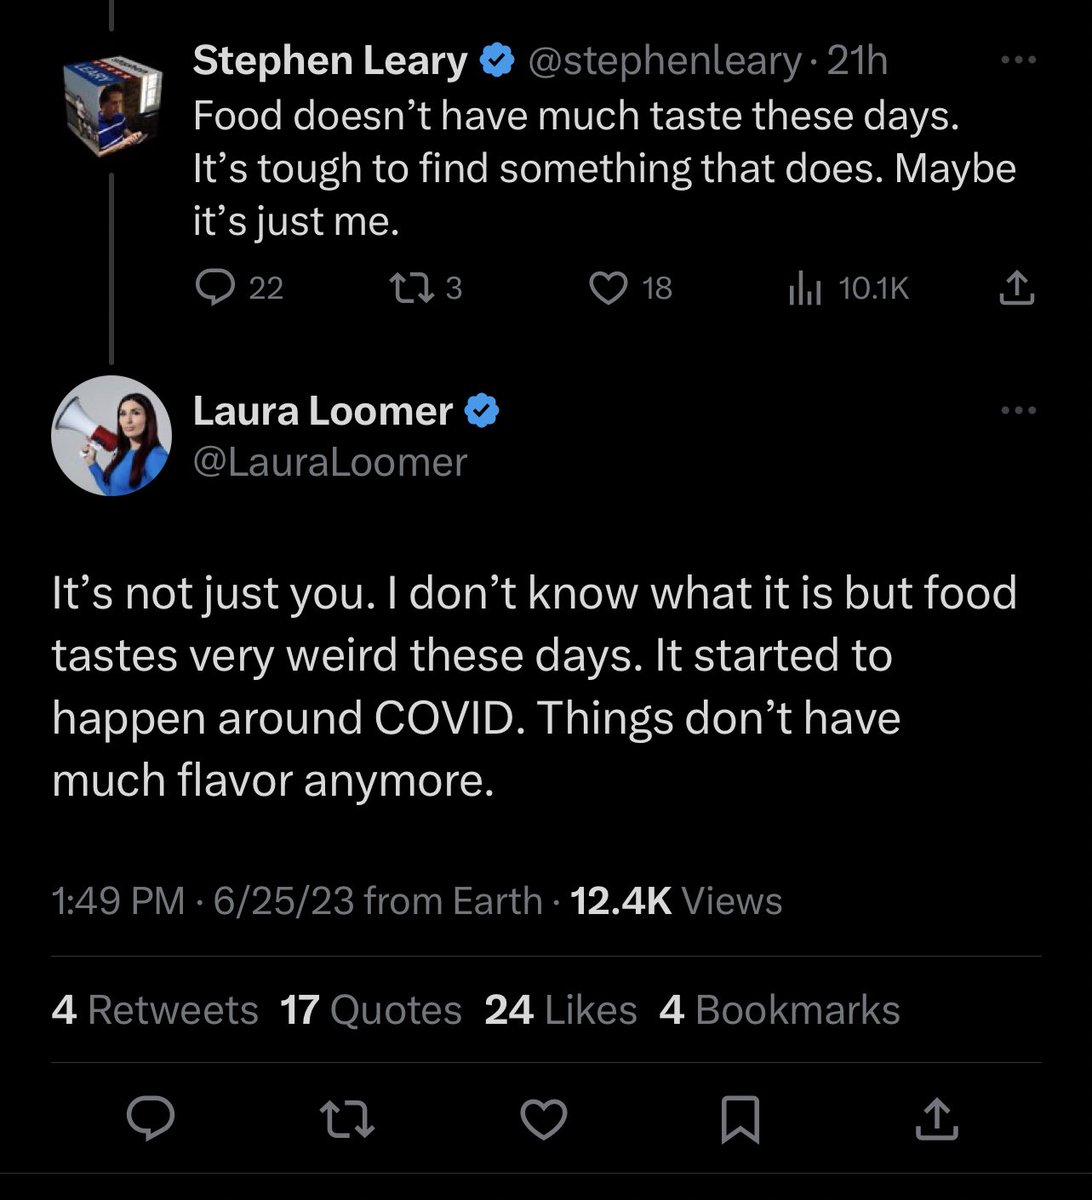 Stephen Leary @stephenleary · 21h
Food doesn't have much taste these days.
It's tough to find something that does. Maybe
it's just me.
22 3 18 10.1K
Laura Loomer
@LauraLoomer
It's not just you. I don't know what it is but food
tastes very weird these days. It started to
happen around COVID. Things don't have
much flavor anymore.
1:49 PM · 6/25/23 from Earth · 12.4K Views
4 Retweets 17 Quotes 24 Likes 4 Bookmarks